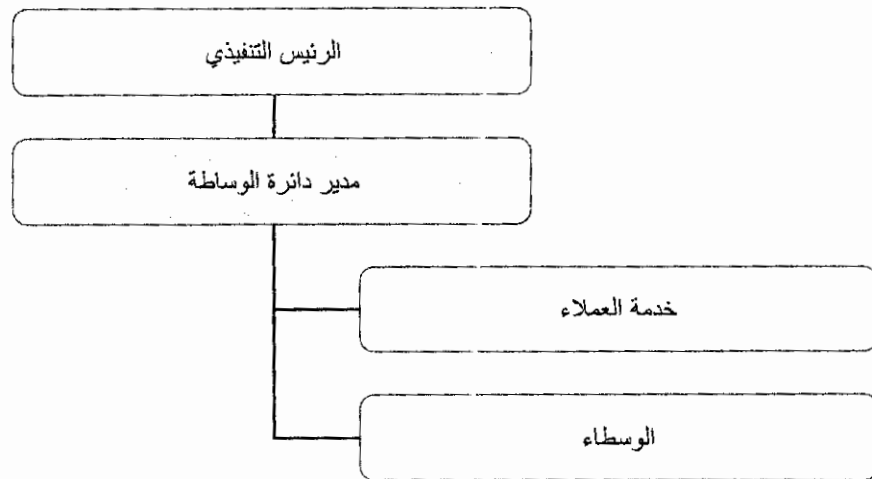 الرئيس التنفيذي
مدير دائرة الوساطة
خدمة العملاء
الوسطاء